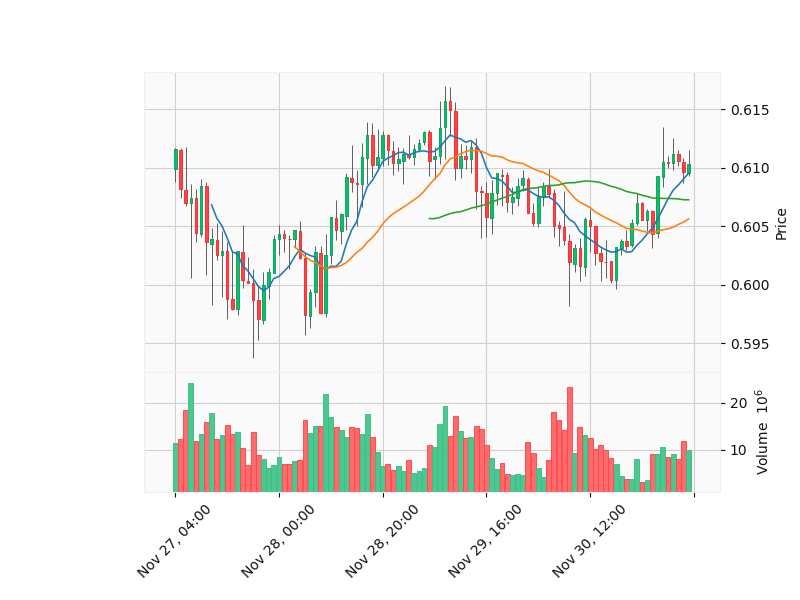 0.615
0.610
0.605
0.600
0.595
Price
20
10
Volume 10⁶
Nov 27, 04:00
Nov 28, 00:00
Nov 28, 20:00
Nov 29, 16:00
Nov 30, 12:00